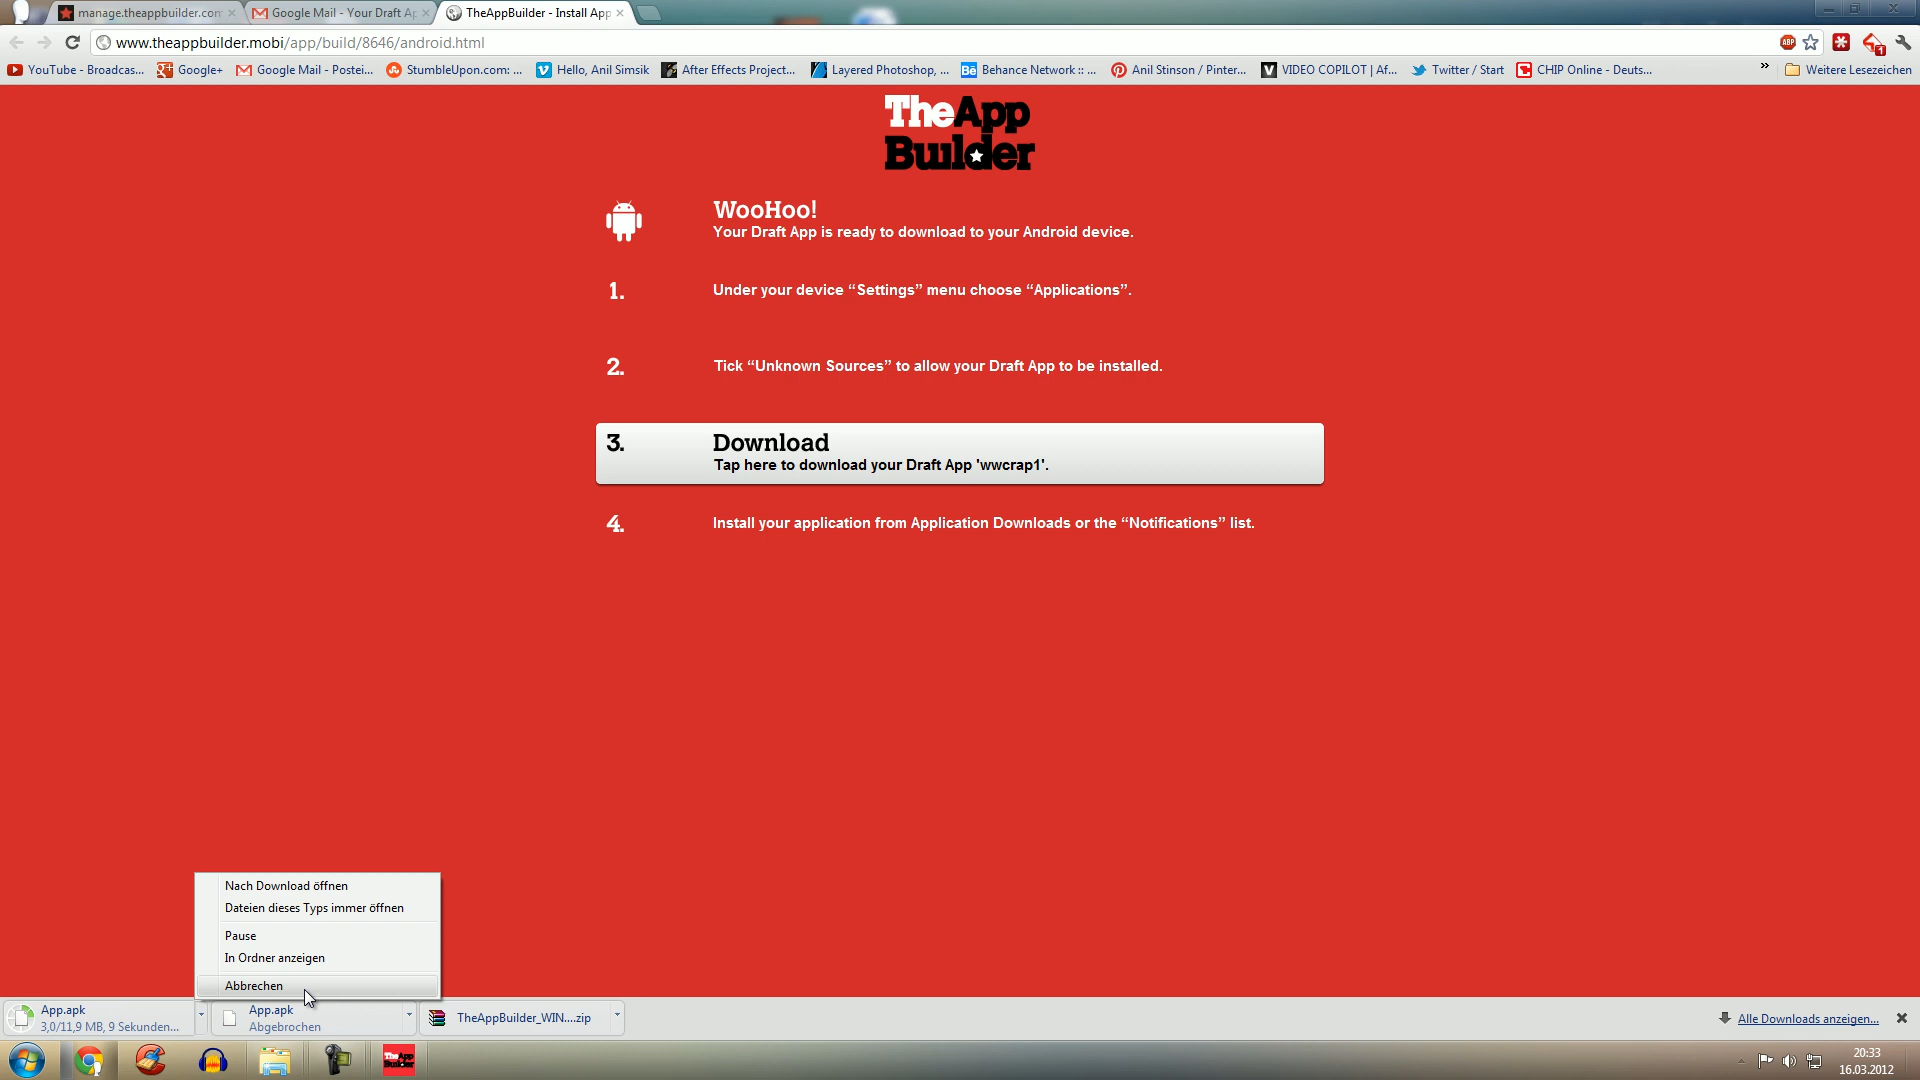 manage.theappbuilder.com
Google Mail - Your Draft Ap
TheAppBuilder - Install App
www.theappbuilder.mobi/app/build/8646/android.html
ABP
1
YouTube - Broadcas...
Google+
Google Mail - Postei...
StumbleUpon.com: ...
Hello, Anil Simsik
After Effects Project...
Layered Photoshop, ...
Behance Network :: ...
Anil Stinson / Pinter...
VIDEO COPILOT | Af...
Twitter / Start
CHIP Online - Deuts...
»
Weitere Lesezeichen
TheApp
Builder
WooHoo!
Your Draft App is ready to download to your Android device.
1. Under your device “Settings” menu choose “Applications”.
2. Tick “Unknown Sources” to allow your Draft App to be installed.
3. Download
Tap here to download your Draft App 'wwcrap1'.
4. Install your application from Application Downloads or the “Notifications” list.
Nach Download öffnen
Dateien dieses Typs immer öffnen
Pause
In Ordner anzeigen
Abbrechen
App.apk
3,0/11,9 MB, 9 Sekunden...
App.apk
Abgebrochen
TheAppBuilder_WIN....zip
Alle Downloads anzeigen...
TheApp
Builder
20:33
16.03.2012